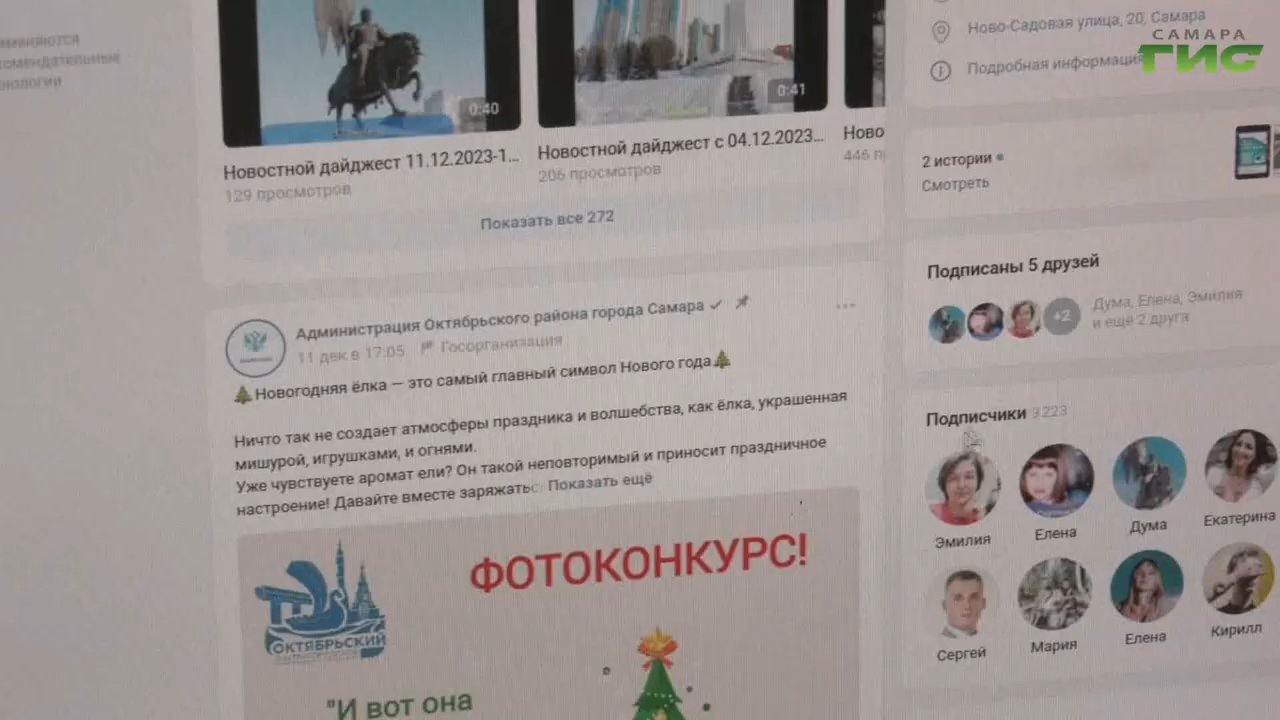 рименяются
комендательные
хнологии
0:40
0:41
Новостной дайджест 11.12.2023-1...
129 просмотров
Новостной дайджест с 04.12.2023...
206 просмотров
Ново
446 п
Показать все 272
Администрация Октябрьского района города Самара
11 дек в 17:05 Госорганизация
🎄Новогодняя ёлка — это самый главный символ Нового года🎄
Ничто так не создает атмосферы праздника и волшебства, как ёлка, украшенная
мишурой, игрушками, и огнями.
Уже чувствуете аромат ели? Он такой неповторимый и приносит праздничное
настроение! Давайте вместе заряжатьс Показать ещё
ФОТОКОНКУРС!
ОКТЯБРЬСКИЙ
"И вот она
Ново-Садовая улица, 20, Самара
Подробная информация
САМАРА
ГИС
2 истории
Смотреть
Подписаны 5 друзей
+2
Дума, Елена, Эмилия
и ещё 2 друга
Подписчики 3 223
Эмилия
Елена
Дума
Екатерина
Сергей
Мария
Елена
Кирилл